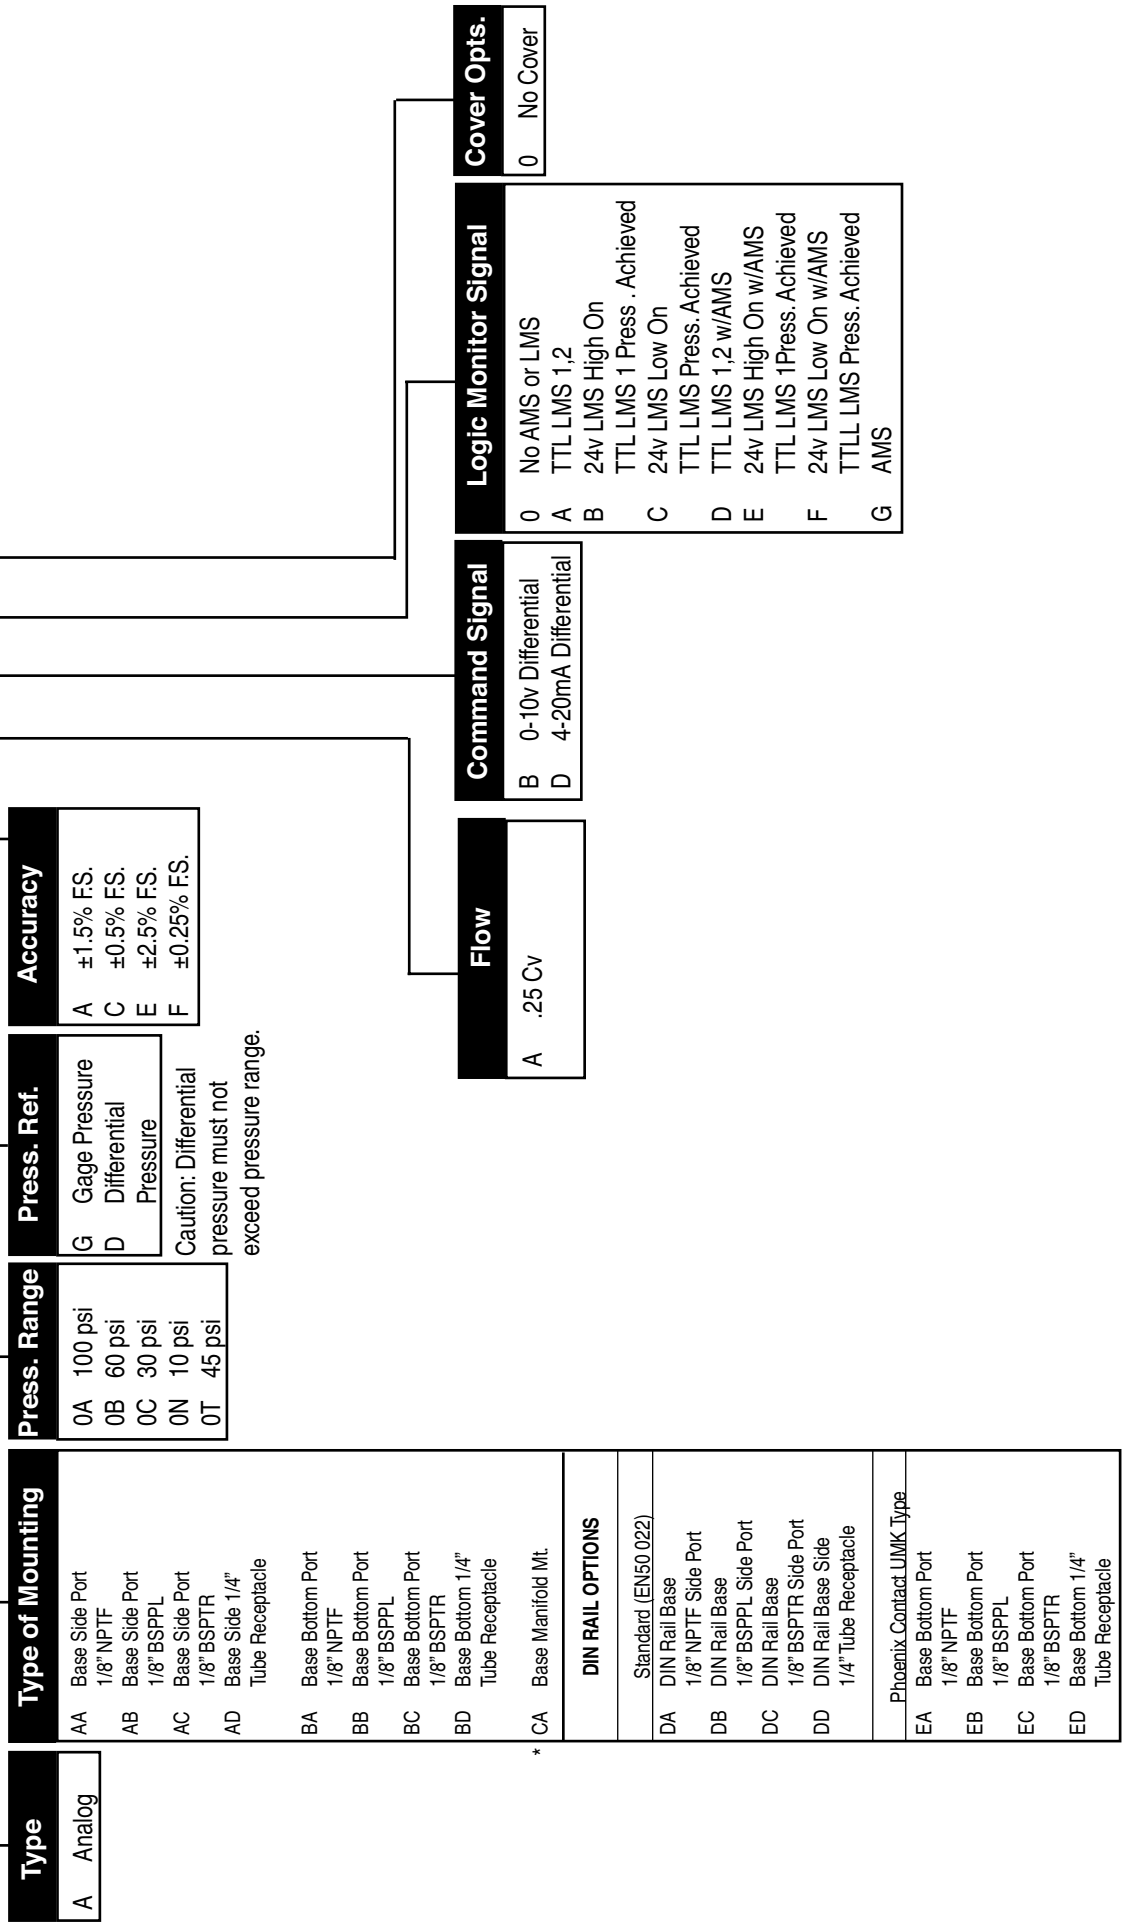 Type
A Analog
Type of Mounting
AA Base Side Port
1/8" NPTF
AB Base Side Port
1/8" BSPPL
AC Base Side Port
1/8" BSPTR
AD Base Side 1/4"
Tube Receptacle
BA Base Bottom Port
1/8" NPTF
BB Base Bottom Port
1/8" BSPPL
BC Base Bottom Port
1/8" BSPTR
BD Base Bottom 1/4"
Tube Receptacle
* CA Base Manifold Mt.
DIN RAIL OPTIONS
Standard (EN50 022)
DA DIN Rail Base
1/8" NPTF Side Port
DB DIN Rail Base
1/8" BSPPL Side Port
DC DIN Rail Base
1/8" BSPTR Side Port
DD DIN Rail Base Side
1/4" Tube Receptacle
Phoenix Contact UMK Type
EA Base Bottom Port
1/8" NPTF
EB Base Bottom Port
1/8" BSPPL
EC Base Bottom Port
1/8" BSPTR
ED Base Bottom 1/4"
Tube Receptacle
Press. Range
0A 100 psi
0B 60 psi
0C 30 psi
0N 10 psi
0T 45 psi
Press. Ref.
G Gage Pressure
D Differential
Pressure
Caution: Differential
pressure must not
exceed pressure range.
Accuracy
A ±1.5% F.S.
C ±0.5% F.S.
E ±2.5% F.S.
F ±0.25% F.S.
Flow
A .25 Cv
Command Signal
B 0-10v Differential
D 4-20mA Differential
Logic Monitor Signal
0 No AMS or LMS
A TTL LMS 1,2
B 24v LMS High On
TTL LMS 1 Press . Achieved
C 24v LMS Low On
TTL LMS Press. Achieved
D TTL LMS 1,2 w/AMS
E 24v LMS High On w/AMS
TTL LMS 1Press. Achieved
F 24v LMS Low On w/AMS
TTLL LMS Press. Achieved
G AMS
Cover Opts.
0 No Cover